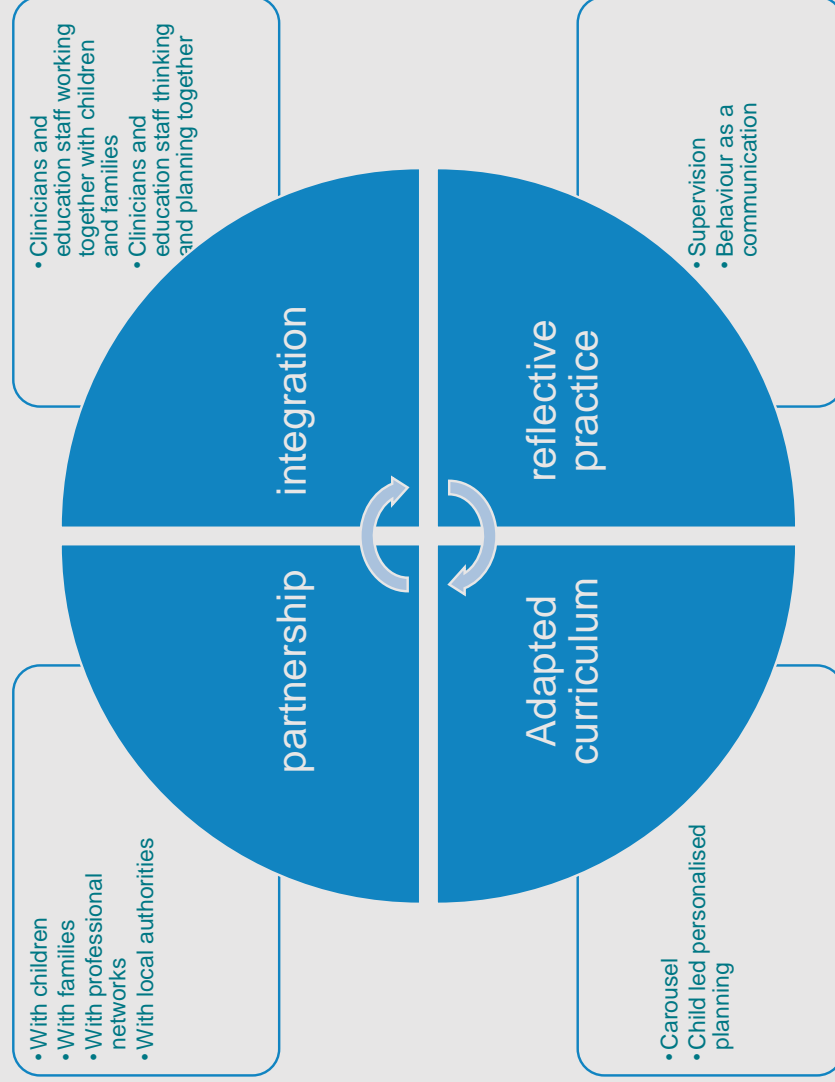 • With children
• With families
• With professional
networks
• With local authorities
partnership
• Clinicians and
education staff working
together with children
and families
• Clinicians and
education staff thinking
and planning together
integration
Adapted
curriculum
• Carousel
• Child led personalised
planning
reflective
practice
• Supervision
• Behaviour as a
communication